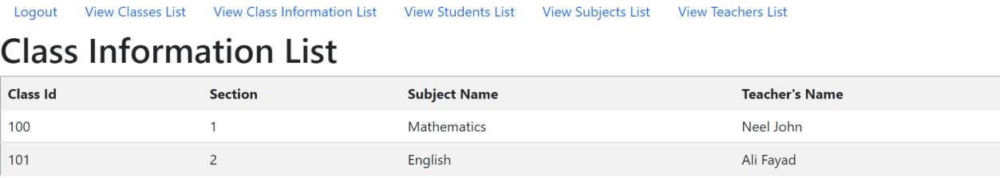 Logout View Classes List View Class Information List View Students List View Subjects List View Teachers List
Class Information List
Class Id Section Subject Name Teacher's Name
100 1 Mathematics Neel John
101 2 English Ali Fayad